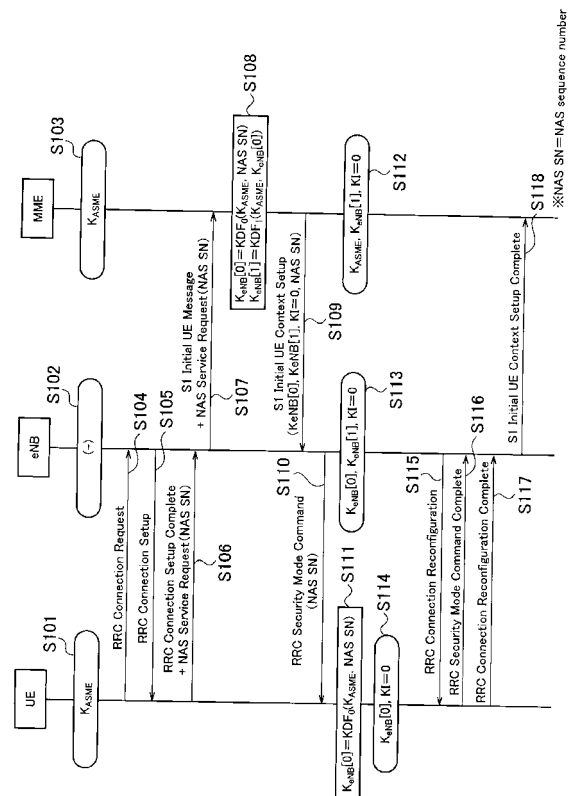 UE
eNB
MME
S101
KASME
S102
(-)
S103
KASME
RRC Connection Request
S104
RRC Connection Setup
S105
RRC Connection Setup Complete
+ NAS Service Request(NAS SN)
S106
S1 Initial UE Message
+ NAS Service Request(NAS SN)
S107
S108
KeNB[0]=KDF0(KASME, NAS SN)
KeNB[1]=KDF1(KASME, KeNB[0])
S1 Initial UE Context Setup
(KeNB[0], KeNB[1], KI=0, NAS SN)
S109
RRC Security Mode Command
(NAS SN)
S110
S111
KeNB[0]=KDF0(KASME, NAS SN)
S112
KASME, KeNB[1], KI=0
S113
KeNB[0], KeNB[1], KI=0
S114
KeNB[0], KI=0
RRC Connection Reconfiguration
S115
RRC Security Mode Command Complete
S116
RRC Connection Reconfiguration Complete
S117
S1 Initial UE Context Setup Complete
S118
※NAS SN=NAS sequence number